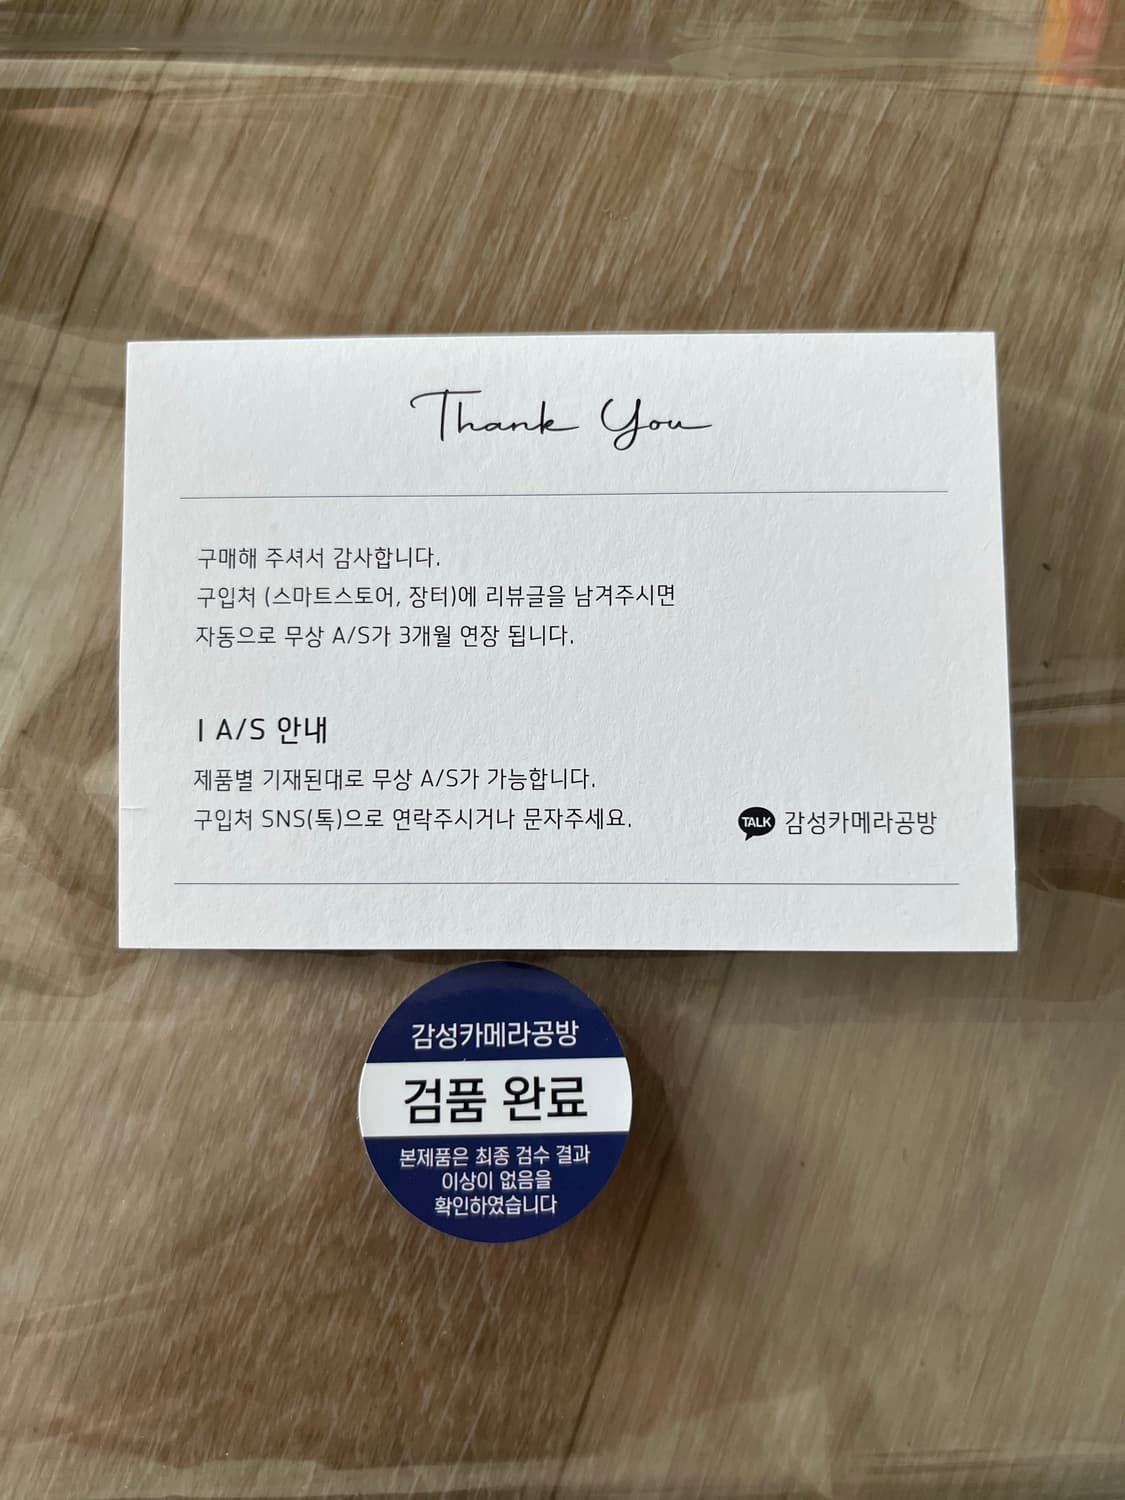 Thank You
구매해 주셔서 감사합니다.
구입처 (스마트스토어, 장터)에 리뷰글을 남겨주시면
자동으로 무상 A/S가 3개월 연장 됩니다.
| A/S 안내
제품별 기재된대로 무상 A/S가 가능합니다.
구입처 SNS(톡)으로 연락주시거나 문자주세요.
TALK 감성카메라공방
감성카메라공방
검품 완료
본제품은 최종 검수 결과
이상이 없음을
확인하였습니다